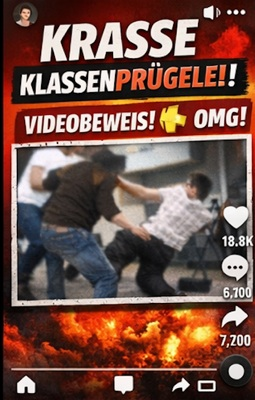 KRASSE
KLASSENPRÜGELE!!
VIDEOBEWEIS! OMG!
18.8K
6,700
7,200